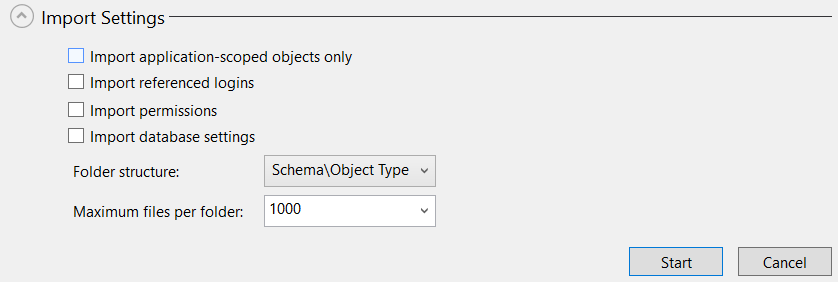 Import Settings
Import application-scoped objects only
Import referenced logins
Import permissions
Import database settings
Folder structure: Schema\Object Type
Maximum files per folder: 1000
Start Cancel